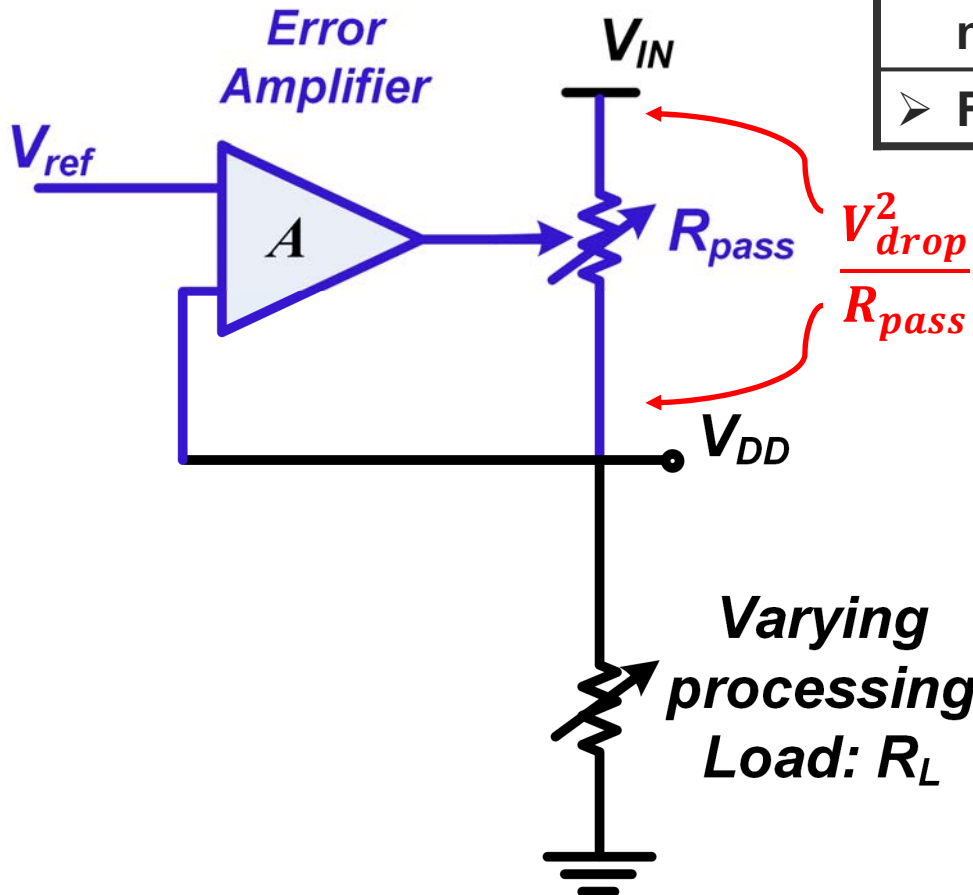 Error
Amplifier
V_IN
V_ref
A
R_pass
V²_drop
R_pass
V_DD
Varying
processing
Load: R_L